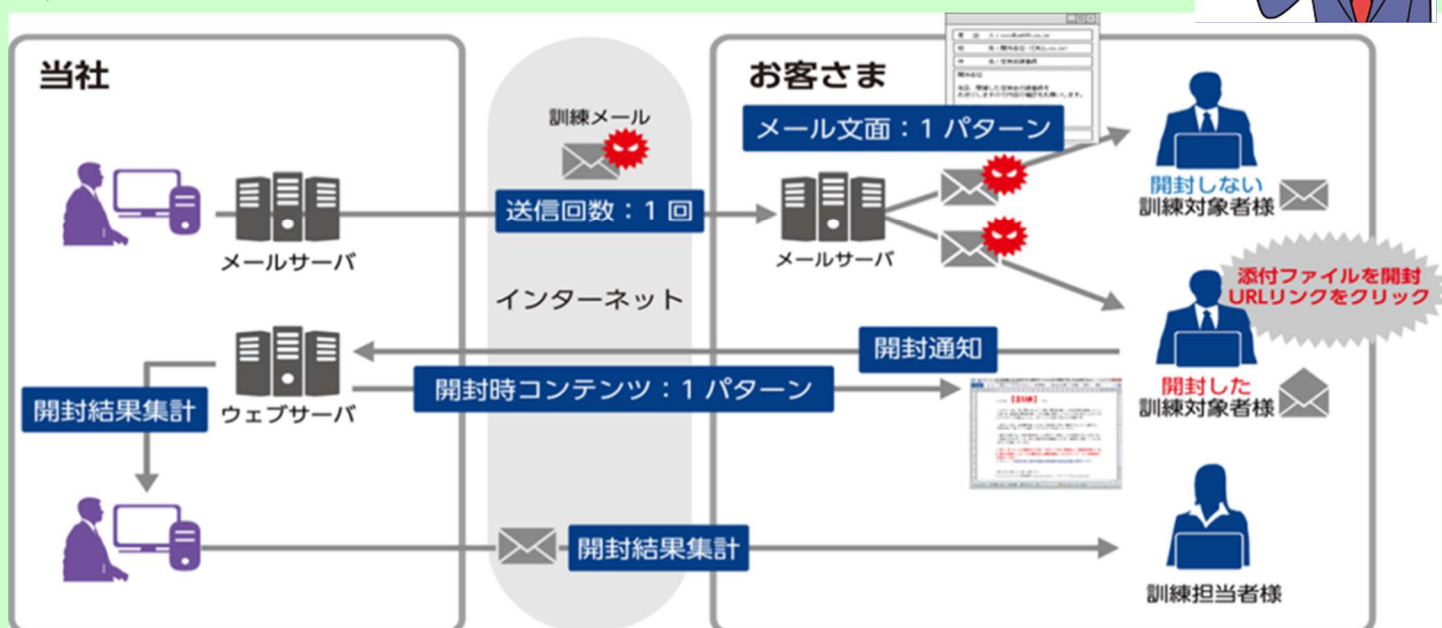 当社
お客さま
訓練メール
メール文面：1 パターン
送信回数：1 回
メールサーバ
メールサーバ
開封しない
訓練対象者様
インターネット
添付ファイルを開封
URLリンクをクリック
開封通知
開封時コンテンツ：1 パターン
ウェブサーバ
開封結果集計
開封した
訓練対象者様
【訓練】
開封結果集計
訓練担当者様